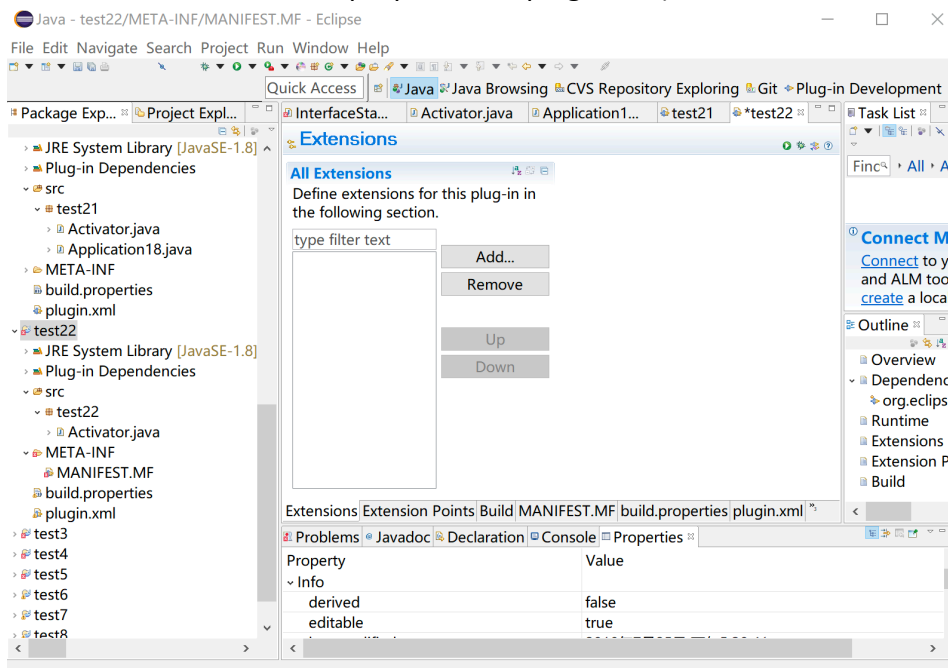 Java - test22/META-INF/MANIFEST.MF - Eclipse
File Edit Navigate Search Project Run Window Help
Quick Access
Java Java Browsing CVS Repository Exploring Git Plug-in Development
Package Exp... Project Expl...
InterfaceSta... Activator.java Application1... test21 *test22
Task List
JRE System Library [JavaSE-1.8]
Plug-in Dependencies
src
test21
Activator.java
Application18.java
META-INF
build.properties
plugin.xml
test22
JRE System Library [JavaSE-1.8]
Plug-in Dependencies
src
test22
Activator.java
META-INF
MANIFEST.MF
build.properties
plugin.xml
test3
test4
test5
test6
test7
test8
Extensions
All Extensions
Define extensions for this plug-in in
the following section.
type filter text
Add...
Remove
Up
Down
Extensions Extension Points Build MANIFEST.MF build.properties plugin.xml
Problems Javadoc Declaration Console Properties
Property Value
Info
derived false
editable true
Finc All A
Connect M
Connect to y
and ALM too
create a loca
Outline
Overview
Dependenc
org.eclips
Runtime
Extensions
Extension P
Build